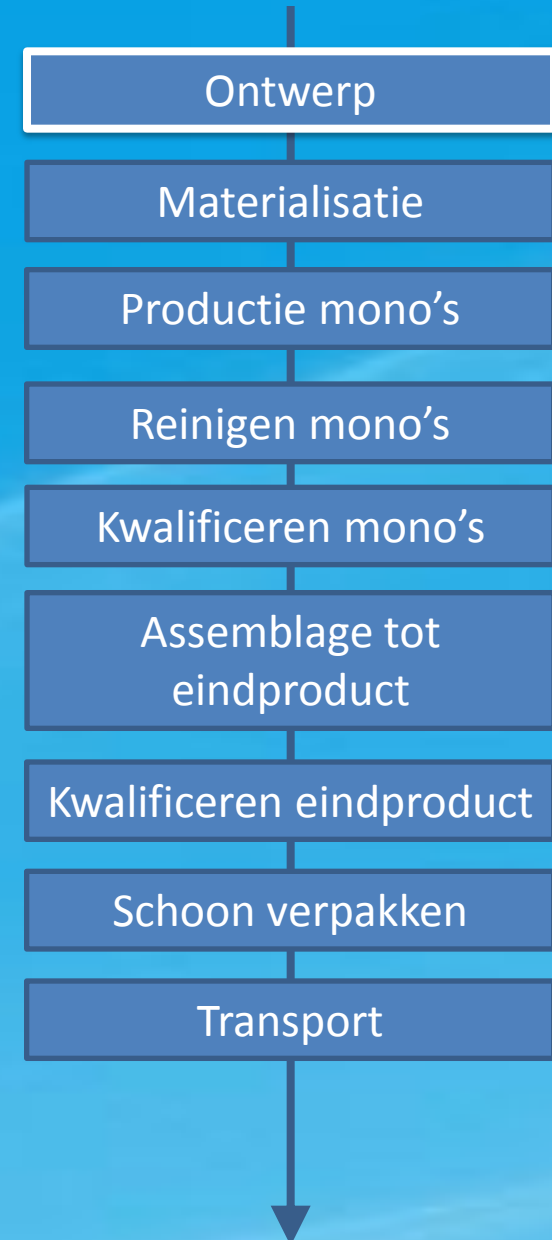 Ontwerp
Materialisatie
Productie mono’s
Reinigen mono’s
Kwalificeren mono’s
Assemblage tot
eindproduct
Kwalificeren eindproduct
Schoon verpakken
Transport